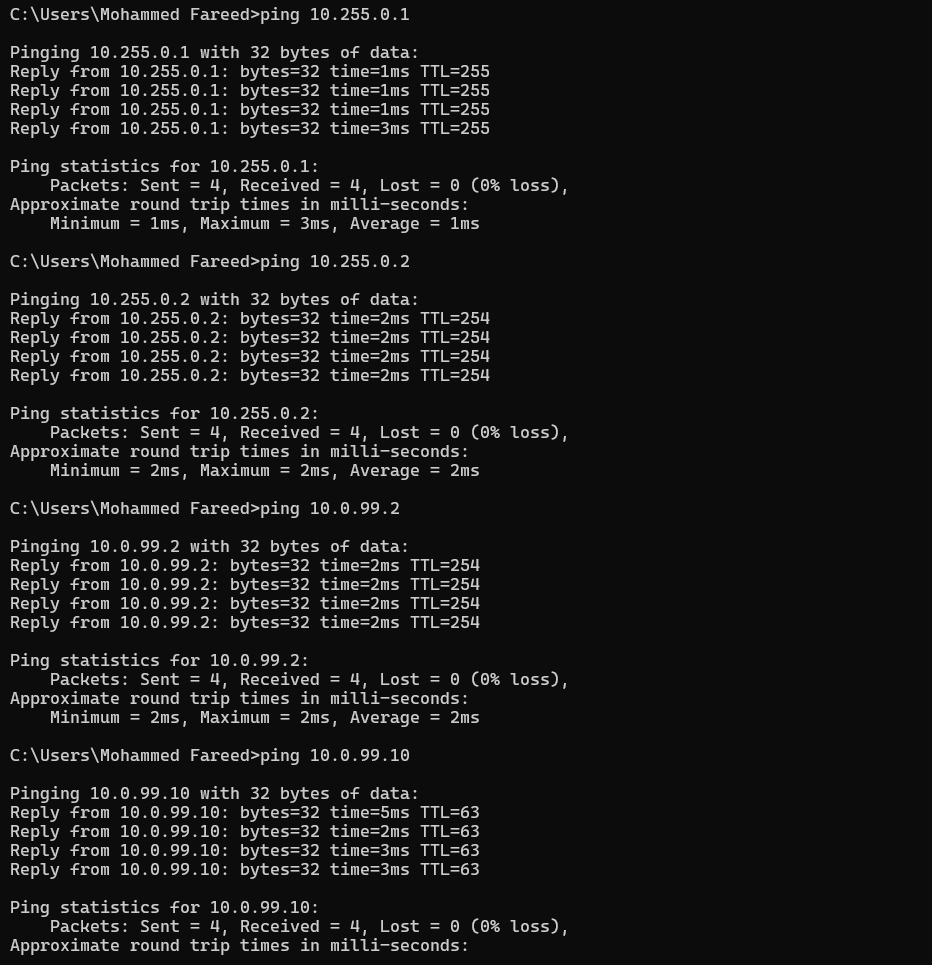 C:\Users\Mohammed Fareed>ping 10.255.0.1
Pinging 10.255.0.1 with 32 bytes of data:
Reply from 10.255.0.1: bytes=32 time=1ms TTL=255
Reply from 10.255.0.1: bytes=32 time=1ms TTL=255
Reply from 10.255.0.1: bytes=32 time=1ms TTL=255
Reply from 10.255.0.1: bytes=32 time=3ms TTL=255
Ping statistics for 10.255.0.1:
    Packets: Sent = 4, Received = 4, Lost = 0 (0% loss),
Approximate round trip times in milli-seconds:
    Minimum = 1ms, Maximum = 3ms, Average = 1ms
C:\Users\Mohammed Fareed>ping 10.255.0.2
Pinging 10.255.0.2 with 32 bytes of data:
Reply from 10.255.0.2: bytes=32 time=2ms TTL=254
Reply from 10.255.0.2: bytes=32 time=2ms TTL=254
Reply from 10.255.0.2: bytes=32 time=2ms TTL=254
Reply from 10.255.0.2: bytes=32 time=2ms TTL=254
Ping statistics for 10.255.0.2:
    Packets: Sent = 4, Received = 4, Lost = 0 (0% loss),
Approximate round trip times in milli-seconds:
    Minimum = 2ms, Maximum = 2ms, Average = 2ms
C:\Users\Mohammed Fareed>ping 10.0.99.2
Pinging 10.0.99.2 with 32 bytes of data:
Reply from 10.0.99.2: bytes=32 time=2ms TTL=254
Reply from 10.0.99.2: bytes=32 time=2ms TTL=254
Reply from 10.0.99.2: bytes=32 time=2ms TTL=254
Reply from 10.0.99.2: bytes=32 time=2ms TTL=254
Ping statistics for 10.0.99.2:
    Packets: Sent = 4, Received = 4, Lost = 0 (0% loss),
Approximate round trip times in milli-seconds:
    Minimum = 2ms, Maximum = 2ms, Average = 2ms
C:\Users\Mohammed Fareed>ping 10.0.99.10
Pinging 10.0.99.10 with 32 bytes of data:
Reply from 10.0.99.10: bytes=32 time=5ms TTL=63
Reply from 10.0.99.10: bytes=32 time=2ms TTL=63
Reply from 10.0.99.10: bytes=32 time=3ms TTL=63
Reply from 10.0.99.10: bytes=32 time=3ms TTL=63
Ping statistics for 10.0.99.10:
    Packets: Sent = 4, Received = 4, Lost = 0 (0% loss),
Approximate round trip times in milli-seconds: